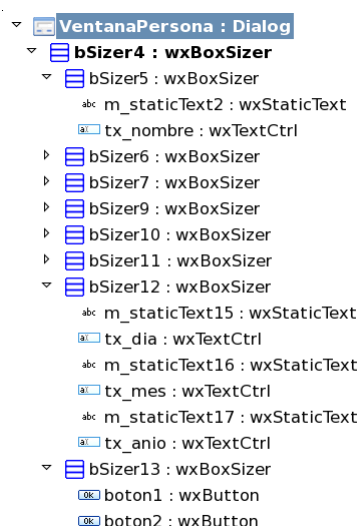 VentanaPersona : Dialog
bSizer4 : wxBoxSizer
bSizer5 : wxBoxSizer
abc m_staticText2 : wxStaticText
a tx_nombre : wxTextCtrl
bSizer6 : wxBoxSizer
bSizer7 : wxBoxSizer
bSizer9 : wxBoxSizer
bSizer10 : wxBoxSizer
bSizer11 : wxBoxSizer
bSizer12 : wxBoxSizer
abc m_staticText15 : wxStaticText
a tx_dia : wxTextCtrl
abc m_staticText16 : wxStaticText
a tx_mes : wxTextCtrl
abc m_staticText17 : wxStaticText
a tx_anio : wxTextCtrl
bSizer13 : wxBoxSizer
Ok boton1 : wxButton
Ok boton2 : wxButton